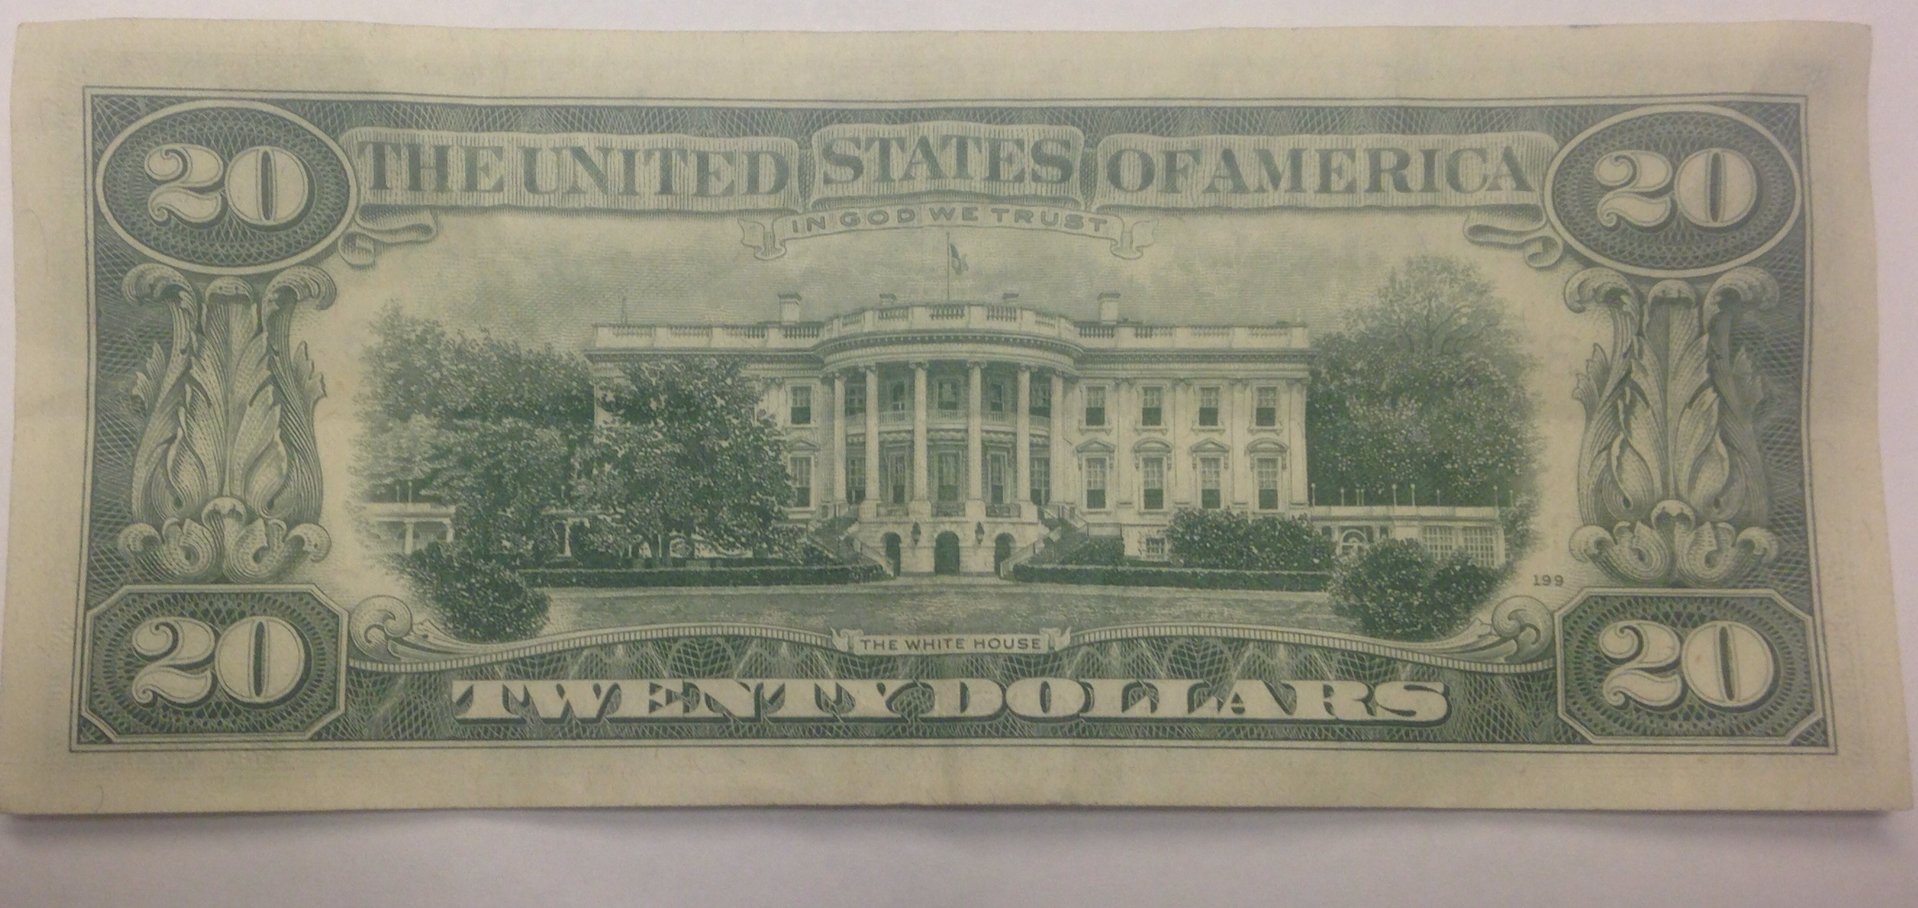 20 THE UNITED STATES OF AMERICA 20
IN GOD WE TRUST
199
THE WHITE HOUSE
20 TWENTY DOLLARS 20